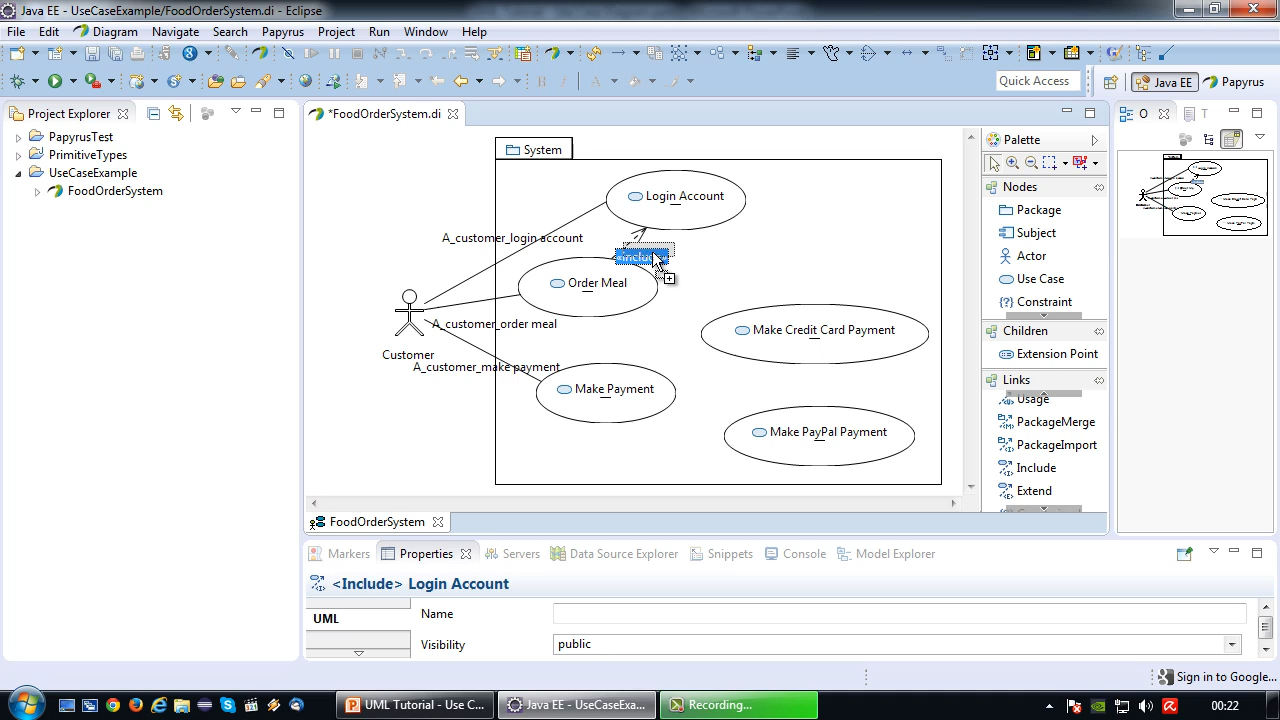 Java EE - UseCaseExample/FoodOrderSystem.di - Eclipse
File Edit Diagram Navigate Search Papyrus Project Run Window Help
Quick Access
Java EE
Papyrus
Project Explorer
PapyrusTest
PrimitiveTypes
UseCaseExample
FoodOrderSystem
*FoodOrderSystem.di
System
Login Account
A_customer_login account
«include»
Order Meal
A_customer_order meal
Customer
A_customer_make payment
Make Payment
Make Credit Card Payment
Make PayPal Payment
FoodOrderSystem
Palette
Nodes
Package
Subject
Actor
Use Case
Constraint
Children
Extension Point
Links
Usage
PackageMerge
PackageImport
Include
Extend
O
T
Markers Properties Servers Data Source Explorer Snippets Console Model Explorer
<Include> Login Account
UML
Name
Visibility
public
Sign in to Google...
UML Tutorial - Use C...
Java EE - UseCaseExa...
Recording...
00:22